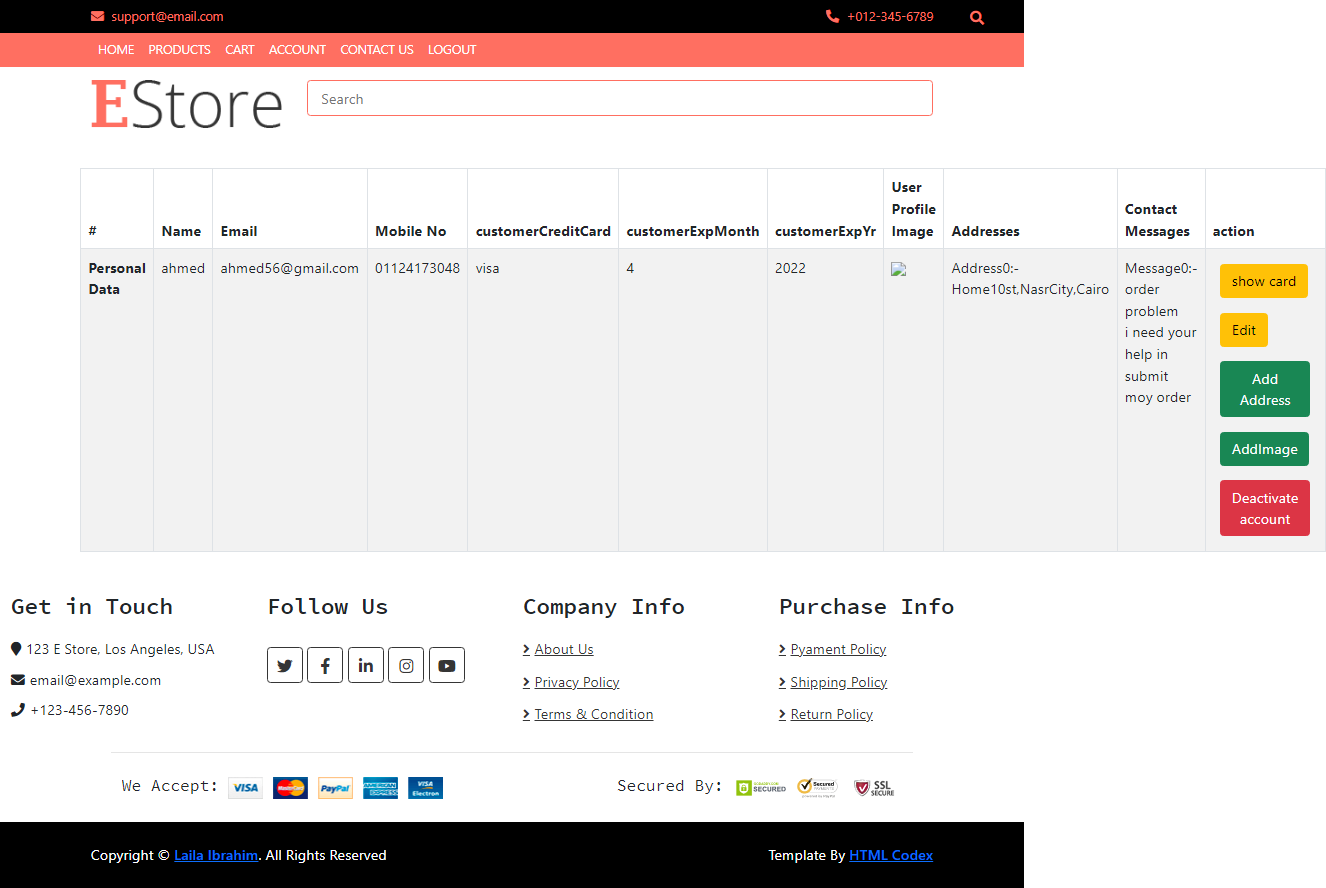 support@email.com +012-345-6789
HOME PRODUCTS CART ACCOUNT CONTACT US LOGOUT
EStore Search
# Name Email Mobile No customerCreditCard customerExpMonth customerExpYr User Profile Image Addresses Contact Messages action
Personal Data ahmed ahmed56@gmail.com 01124173048 visa 4 2022
Address0:-
Home10st,NasrCity,Cairo
Message0:-
order
problem
i need your
help in
submit
moy order
show card
Edit
Add
Address
AddImage
Deactivate
account
Get in Touch
123 E Store, Los Angeles, USA
email@example.com
+123-456-7890
Follow Us
Company Info
About Us
Privacy Policy
Terms & Condition
Purchase Info
Pyament Policy
Shipping Policy
Return Policy
We Accept: VISA MasterCard PayPal AMERICAN EXPRESS VISA Electron
Secured By: SECURED Secured SSL SECURE
Copyright © Laila Ibrahim. All Rights Reserved Template By HTML Codex